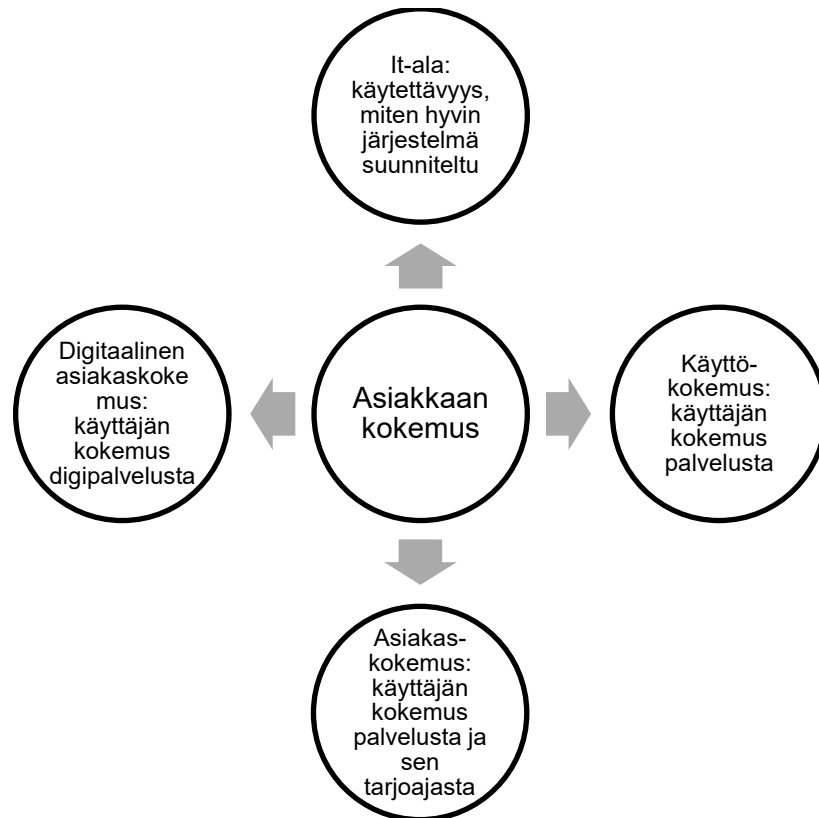 It-ala:
käytettävyys,
miten hyvin
järjestelmä
suunniteltu
Digitaalinen
asiakaskoke
mus:
käyttäjän
kokemus
digipalvelusta
Asiakkaan
kokemus
Käyttö-
kokemus:
käyttäjän
kokemus
palvelusta
Asiakas-
kokemus:
käyttäjän
kokemus
palvelusta ja
sen
tarjoajasta